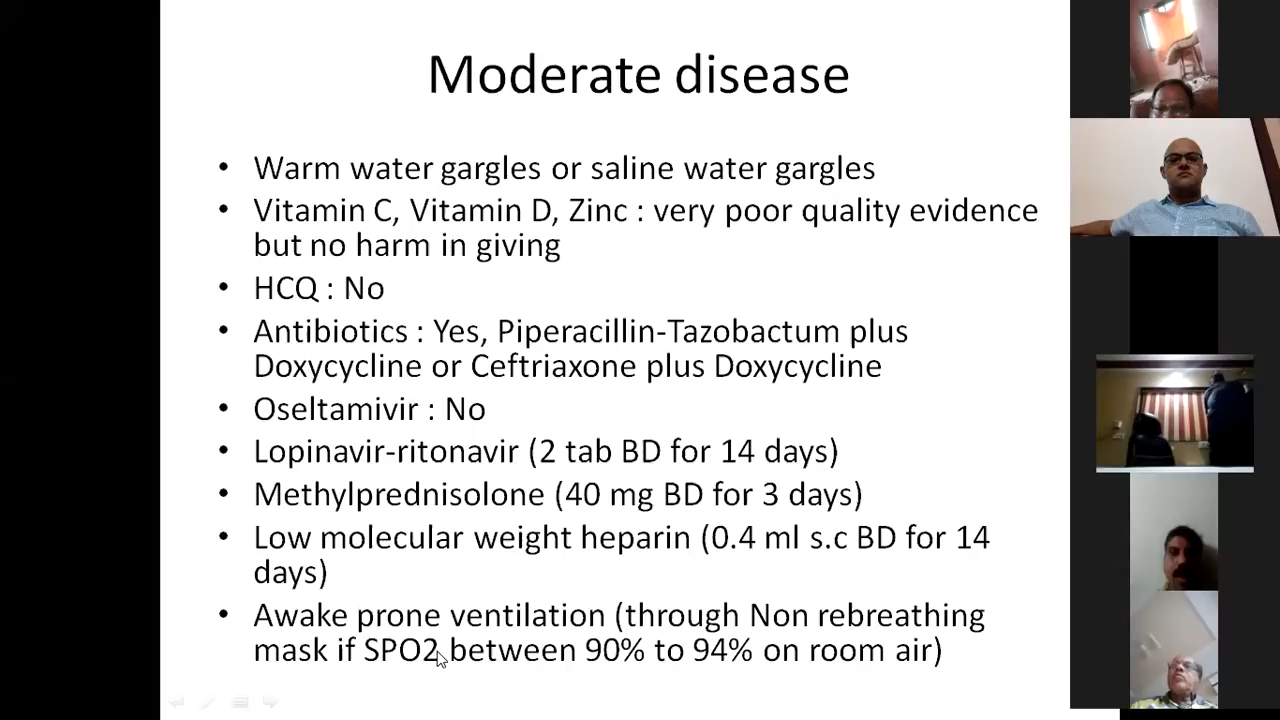 Moderate disease
• Warm water gargles or saline water gargles
• Vitamin C, Vitamin D, Zinc : very poor quality evidence
but no harm in giving
• HCQ : No
• Antibiotics : Yes, Piperacillin-Tazobactum plus
Doxycycline or Ceftriaxone plus Doxycycline
• Oseltamivir : No
• Lopinavir-ritonavir (2 tab BD for 14 days)
• Methylprednisolone (40 mg BD for 3 days)
• Low molecular weight heparin (0.4 ml s.c BD for 14
days)
• Awake prone ventilation (through Non rebreathing
mask if SPO2 between 90% to 94% on room air)